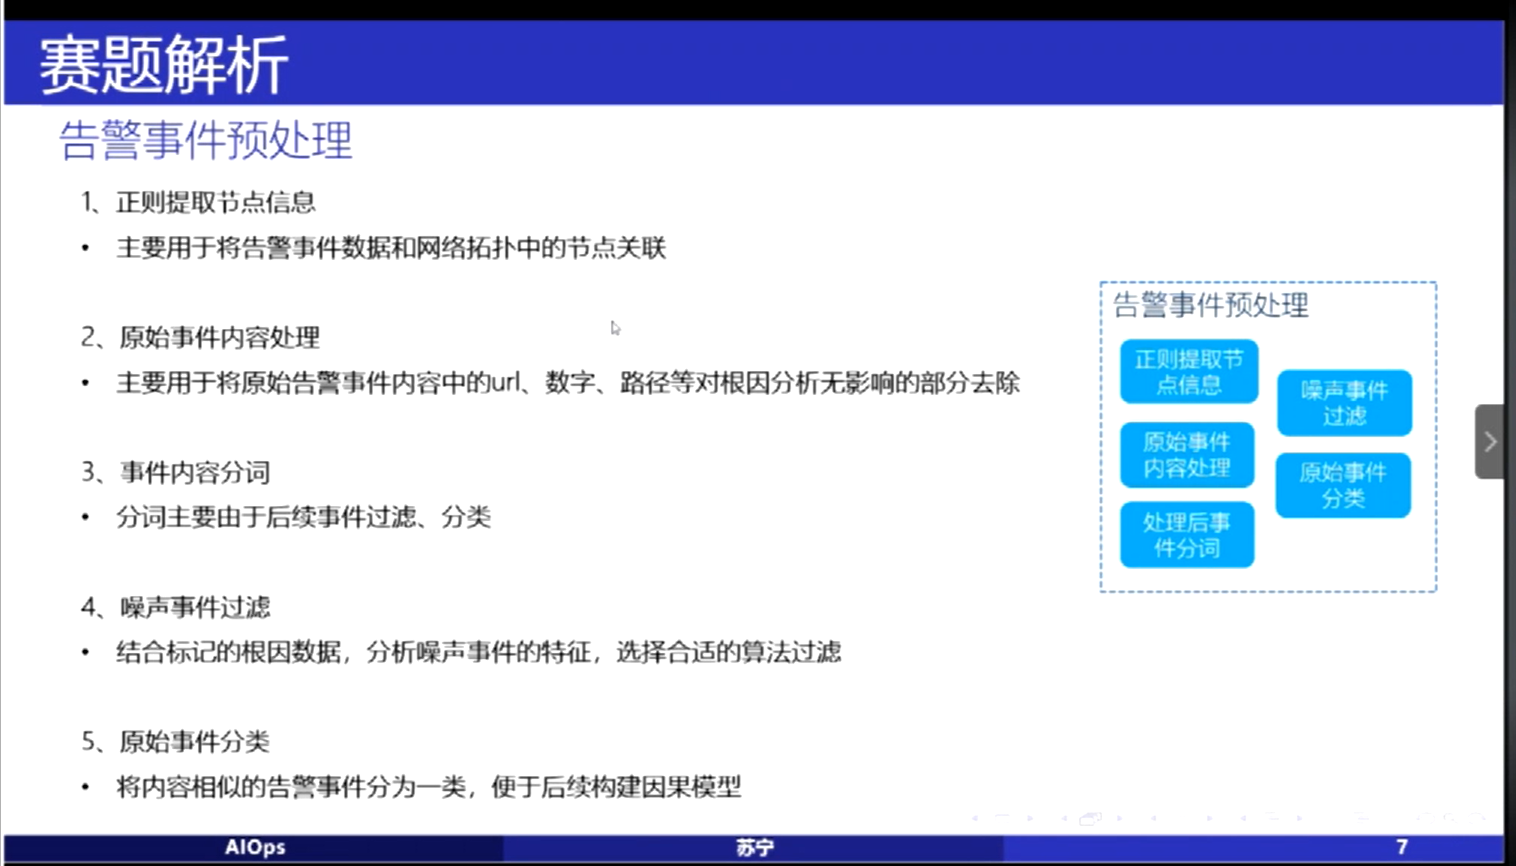 赛题解析
告警事件预处理
1、正则提取节点信息
• 主要用于将告警事件数据和网络拓扑中的节点关联
2、原始事件内容处理
• 主要用于将原始告警事件内容中的url、数字、路径等对根因分析无影响的部分去除
3、事件内容分词
• 分词主要由于后续事件过滤、分类
4、噪声事件过滤
• 结合标记的根因数据，分析噪声事件的特征，选择合适的算法过滤
5、原始事件分类
• 将内容相似的告警事件分为一类，便于后续构建因果模型
告警事件预处理
正则提取节
点信息
原始事件
内容处理
处理后事
件分词
噪声事件
过滤
原始事件
分类
AIOps
苏宁
7